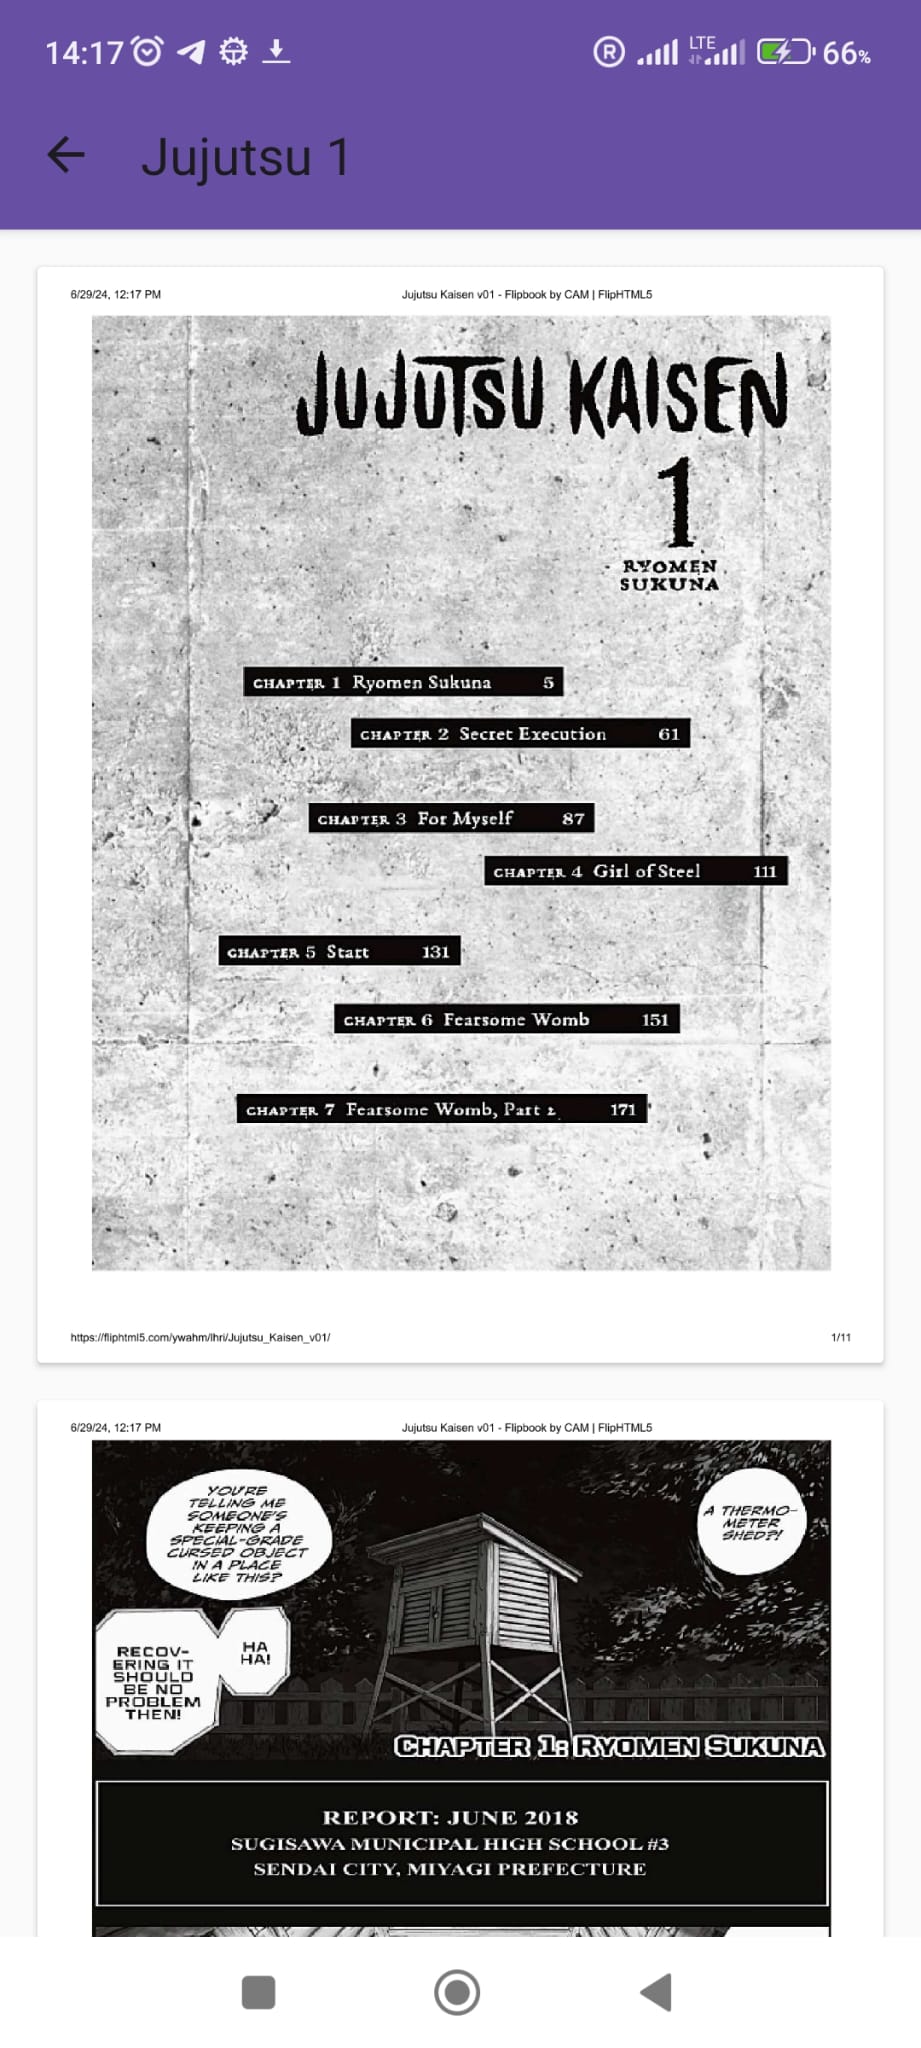 14:17
R LTE 66%
Jujutsu 1
6/29/24, 12:17 PM Jujutsu Kaisen v01 - Flipbook by CAM | FlipHTML5
JUJUTSU KAISEN
1
RYOMEN
SUKUNA
CHAPTER 1 Ryomen Sukuna 5
CHAPTER 2 Secret Execution 61
CHAPTER 3 For Myself 87
CHAPTER 4 Girl of Steel 111
CHAPTER 5 Start 131
CHAPTER 6 Fearsome Womb 151
CHAPTER 7 Fearsome Womb, Part 2 171
https://fliphtml5.com/ywahm/lhri/Jujutsu_Kaisen_v01/ 1/11
6/29/24, 12:17 PM Jujutsu Kaisen v01 - Flipbook by CAM | FlipHTML5
A THERMO-
METER
SHED?!
YOU'RE
TELLING ME
SOMEONE'S
KEEPING A
SPECIAL-GRADE
CURSED OBJECT
IN A PLACE
LIKE THIS?
HA
HA!
RECOV-
ERING IT
SHOULD
BE NO
PROBLEM
THEN!
CHAPTER 1: RYOMEN SUKUNA
REPORT: JUNE 2018
SUGISAWA MUNICIPAL HIGH SCHOOL #3
SENDAI CITY, MIYAGI PREFECTURE